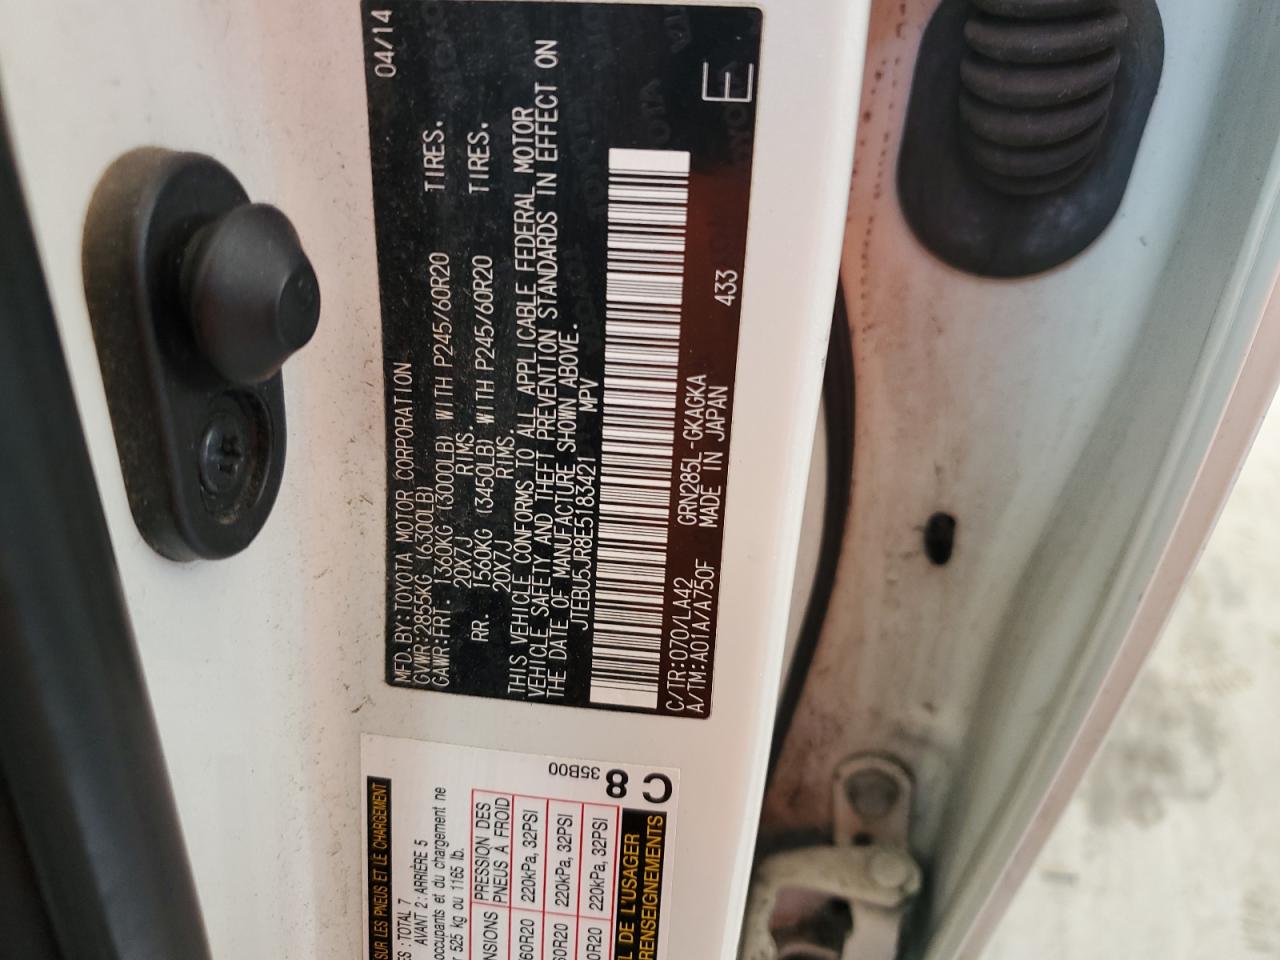 MFD. BY: TOYOTA MOTOR CORPORATION 04/14
GVWR: 2855KG (6300LB)
GAWR: FRT 1360KG (3000LB) WITH P245/60R20 TIRES.
20X7J RIMS.
RR. 1560KG (3450LB) WITH P245/60R20 TIRES.
20X7J RIMS.
THIS VEHICLE CONFORMS TO ALL APPLICABLE FEDERAL MOTOR
VEHICLE SAFETY AND THEFT PREVENTION STANDARDS IN EFFECT ON
THE DATE OF MANUFACTURE SHOWN ABOVE.
JTEBU5JR8E5183421 MPV
C/TR: 070/LA42 GRN285L-GKAGKA 433
A/TM: A01A/A750F MADE IN JAPAN
E
SUR LES PNEUS ET LE CHARGEMENT
: TOTAL 7
AVANT 2: ARRIÈRE 5
occupants et du chargement ne
525 kg ou 1165 lb.
PRESSION DES
PNEUS À FROID
60R20 220kPa, 32PSI
60R20 220kPa, 32PSI
0R20 220kPa, 32PSI
DE L'USAGER
RENSEIGNEMENTS
35B00
8
C